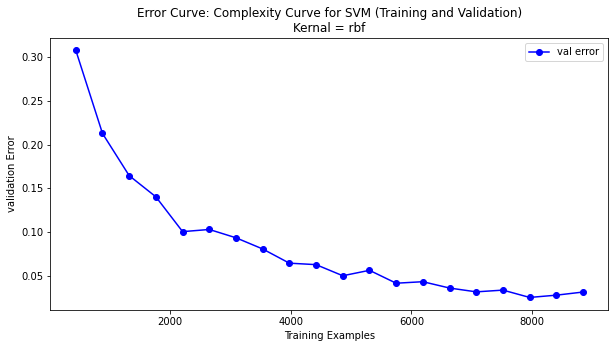 Error Curve: Complexity Curve for SVM (Training and Validation)
Kernal = rbf
val error
validation Error
0.30
0.25
0.20
0.15
0.10
0.05
2000
4000
6000
8000
Training Examples